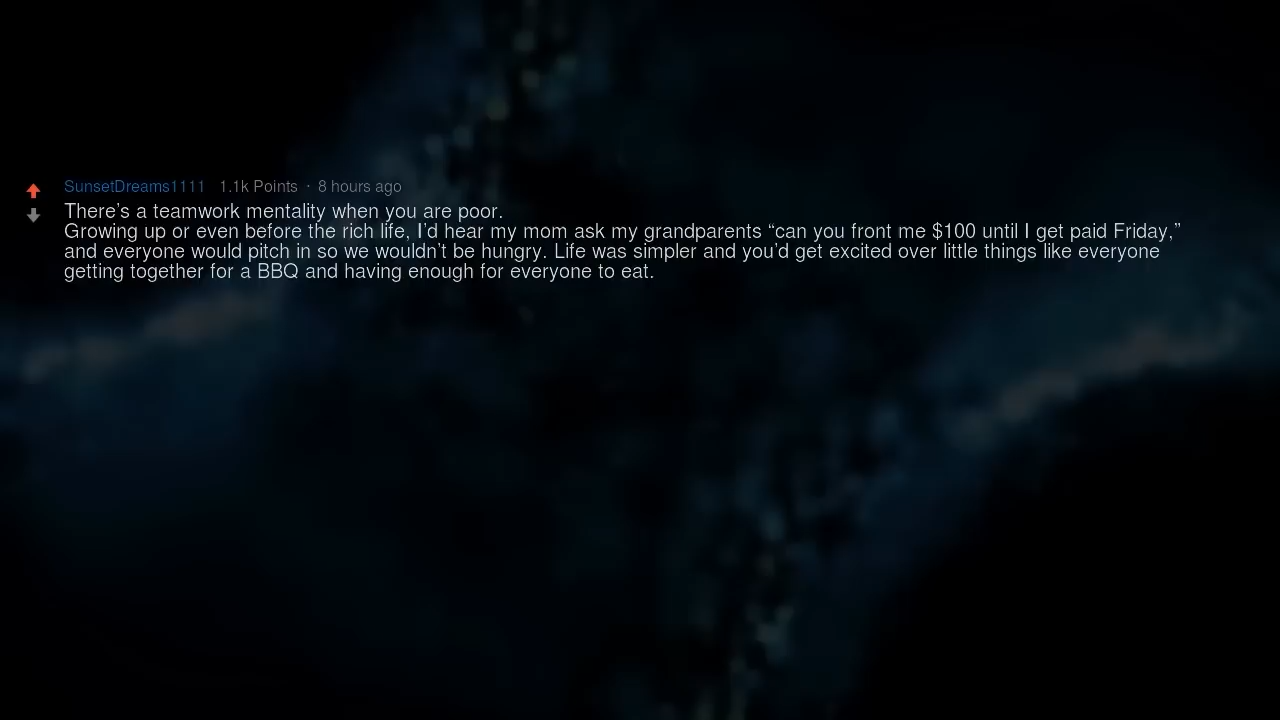 SunsetDreams1111 1.1k Points · 8 hours ago
There's a teamwork mentality when you are poor.
Growing up or even before the rich life, I'd hear my mom ask my grandparents “can you front me $100 until I get paid Friday,”
and everyone would pitch in so we wouldn't be hungry. Life was simpler and you'd get excited over little things like everyone
getting together for a BBQ and having enough for everyone to eat.